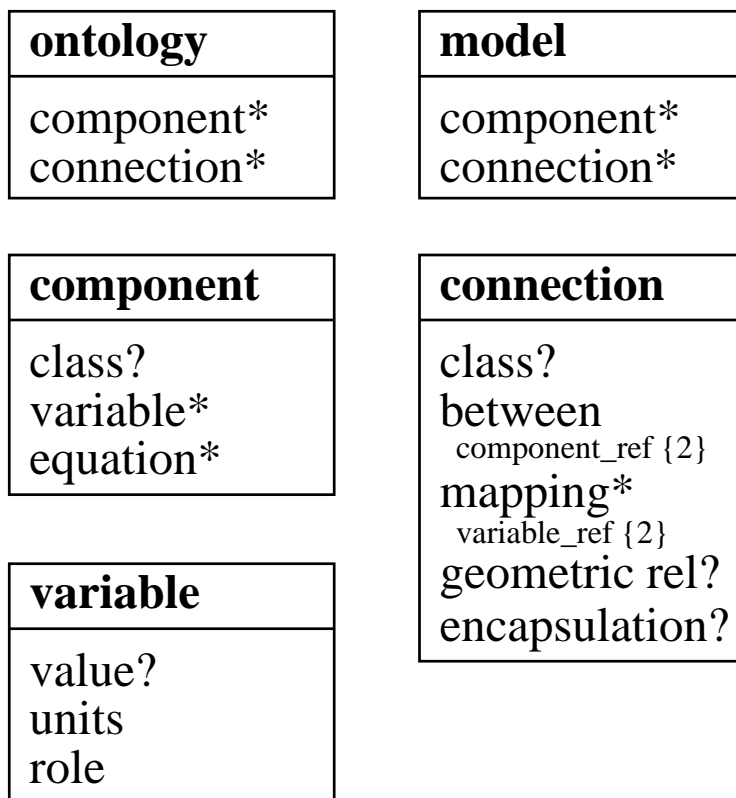 ontology
component*
connection*
model
component*
connection*
component
class?
variable*
equation*
connection
class?
between
component_ref {2}
mapping*
variable_ref {2}
geometric rel?
encapsulation?
variable
value?
units
role